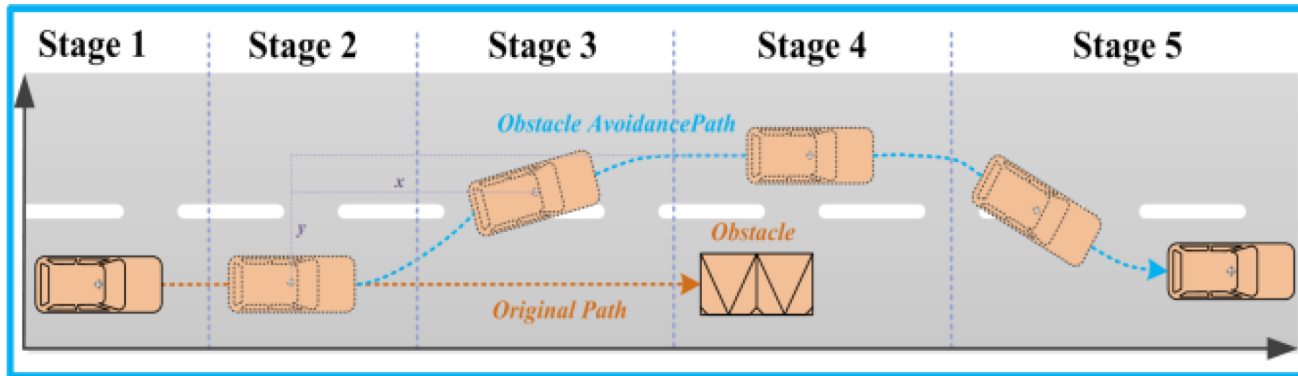 Stage 1
Stage 2
Stage 3
Stage 4
Stage 5
Obstacle AvoidancePath
x
y
Obstacle
Original Path